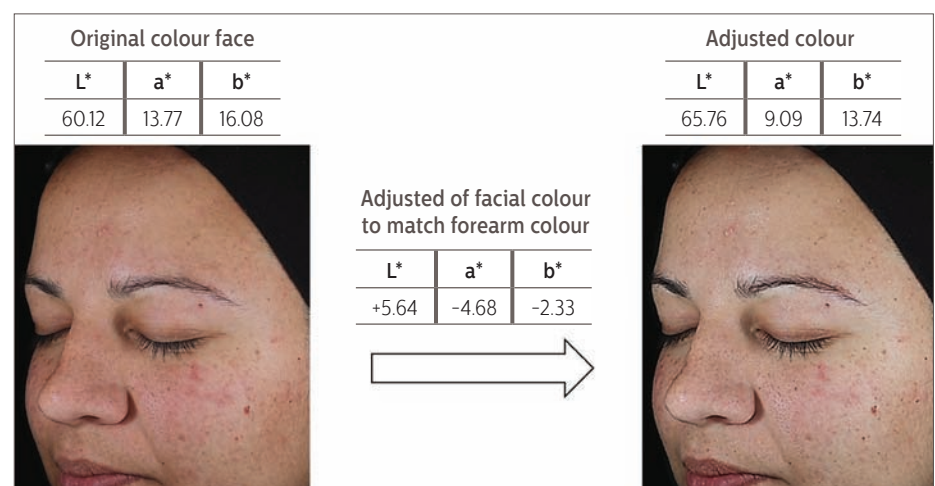 Original colour face
L* a* b*
60.12 13.77 16.08
Adjusted of facial colour
to match forearm colour
L* a* b*
+5.64 −4.68 −2.33
Adjusted colour
L* a* b*
65.76 9.09 13.74